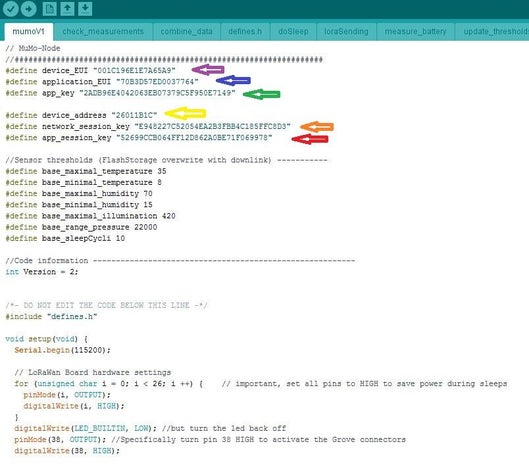 mumoV1 check_measurements combine_data defines.h doSleep loraSending measure_battery update_threshold
// MuMo-Node
//####################################################################
#define device_EUI "001C196E1E7A65A9"
#define application_EUI "70B3D57ED0037764"
#define app_key "2ADB96E4042063EB07379C5F950E7149"
#define device_address "26011B1C"
#define network_session_key "E948227C52054EA2B3FBB4C185FFC8D3"
#define app_session_key "52699CCB064FF12D862A0BE71F069978"
//Sensor thresholds (FlashStorage overwrite with downlink) -----------
#define base_maximal_temperature 35
#define base_minimal_temperature 8
#define base_maximal_humidity 70
#define base_minimal_humidity 15
#define base_maximal_illumination 420
#define base_range_pressure 22000
#define base_sleepCycli 10
//Code information ---------------------------------------------------------
int Version = 2;
/*- DO NOT EDIT THE CODE BELOW THIS LINE -*/
#include "defines.h"
void setup(void) {
Serial.begin(115200);
// LoRaWan Board hardware settings
for (unsigned char i = 0; i < 26; i ++) { // important, set all pins to HIGH to save power during sleeps
pinMode(i, OUTPUT);
digitalWrite(i, HIGH);
}
digitalWrite(LED_BUILTIN, LOW); //but turn the led back off
pinMode(38, OUTPUT); //Specifically turn pin 38 HIGH to activate the Grove connectors
digitalWrite(38, HIGH);